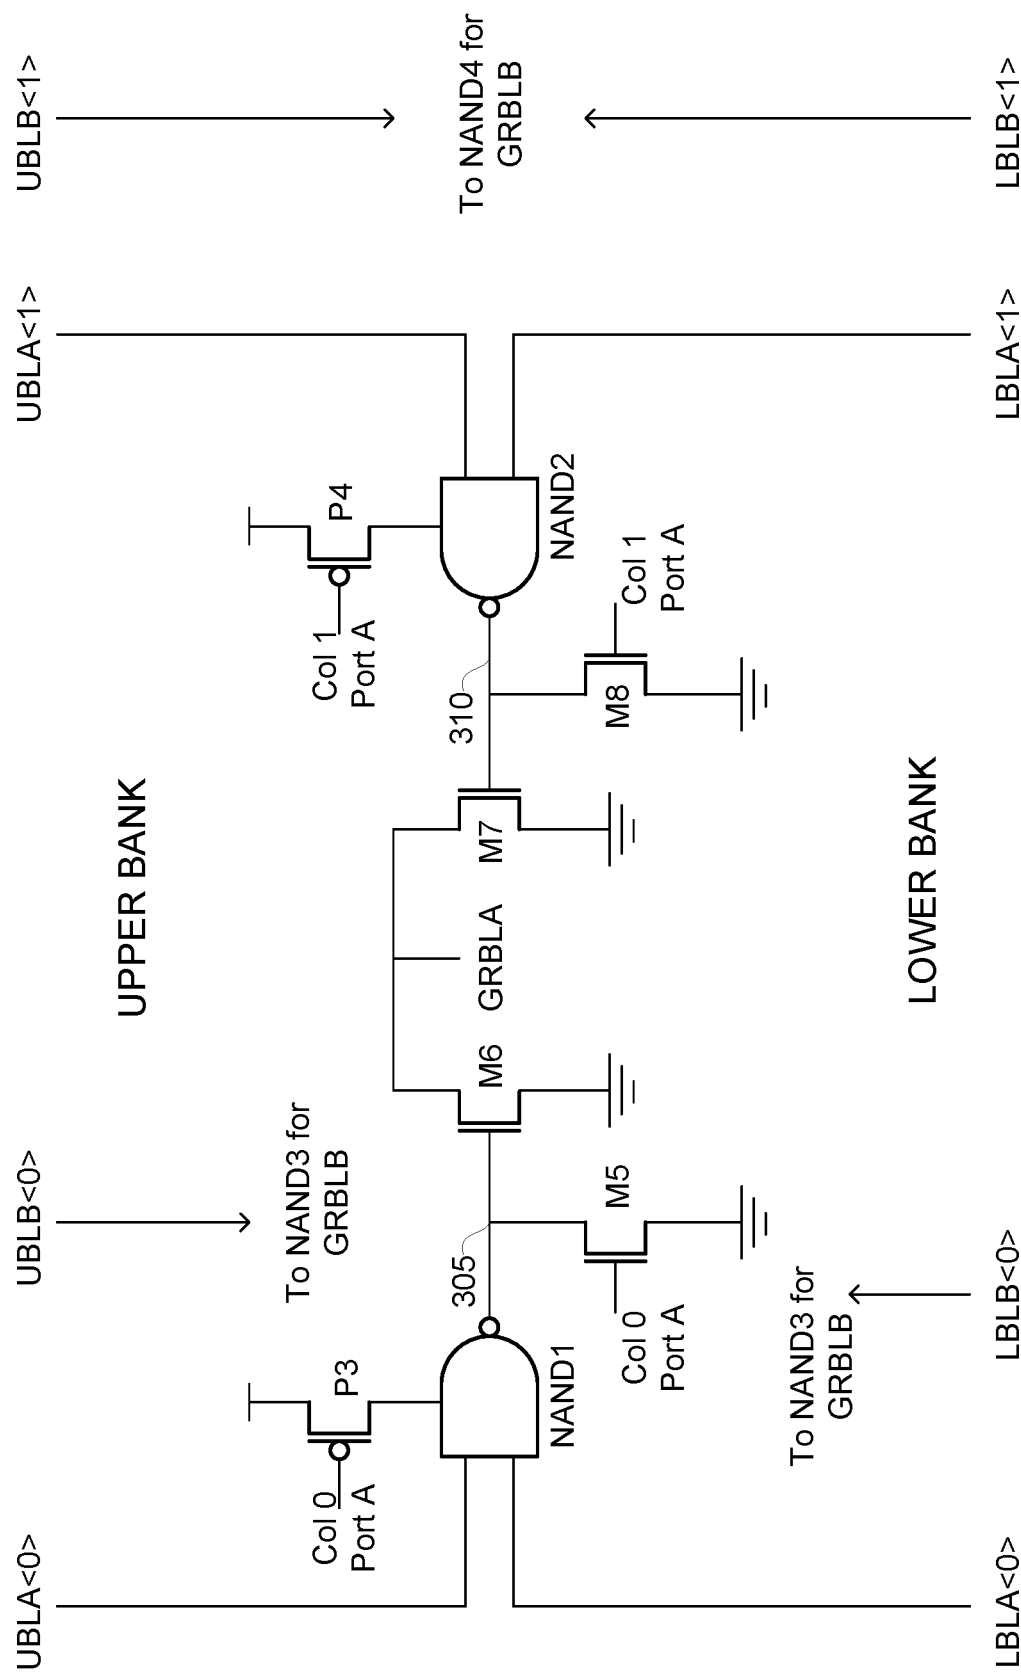 UBLA<0>
UBLB<0>
UBLA<1>
UBLB<1>
UPPER BANK
To NAND3 for
GRBLB
Col 0
Port A
P3
Col 1
Port A
P4
To NAND4 for
GRBLB
305
M6
GRBLA
M7
310
NAND1
NAND2
Col 0
Port A
M5
M8
Col 1
Port A
To NAND3 for
GRBLB
LOWER BANK
LBLA<0>
LBLB<0>
LBLA<1>
LBLB<1>